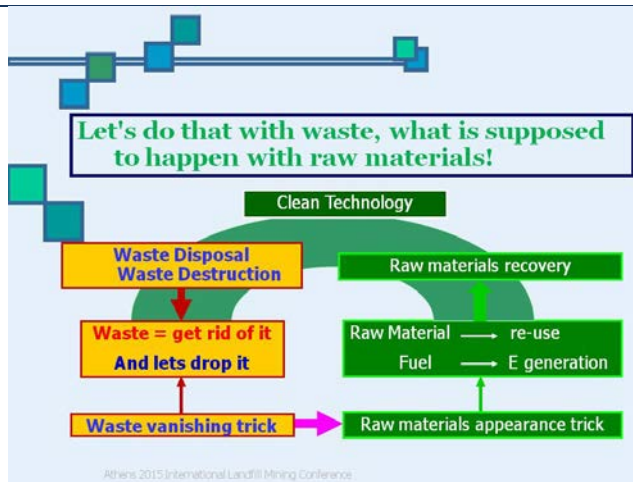 Let's do that with waste, what is supposed
to happen with raw materials!
Clean Technology
Waste Disposal
Waste Destruction
Raw materials recovery
Waste = get rid of it
And lets drop it
Raw Material → re-use
Fuel → E generation
Waste vanishing trick
Raw materials appearance trick
Athens 2015 International Landfill Mining Conference